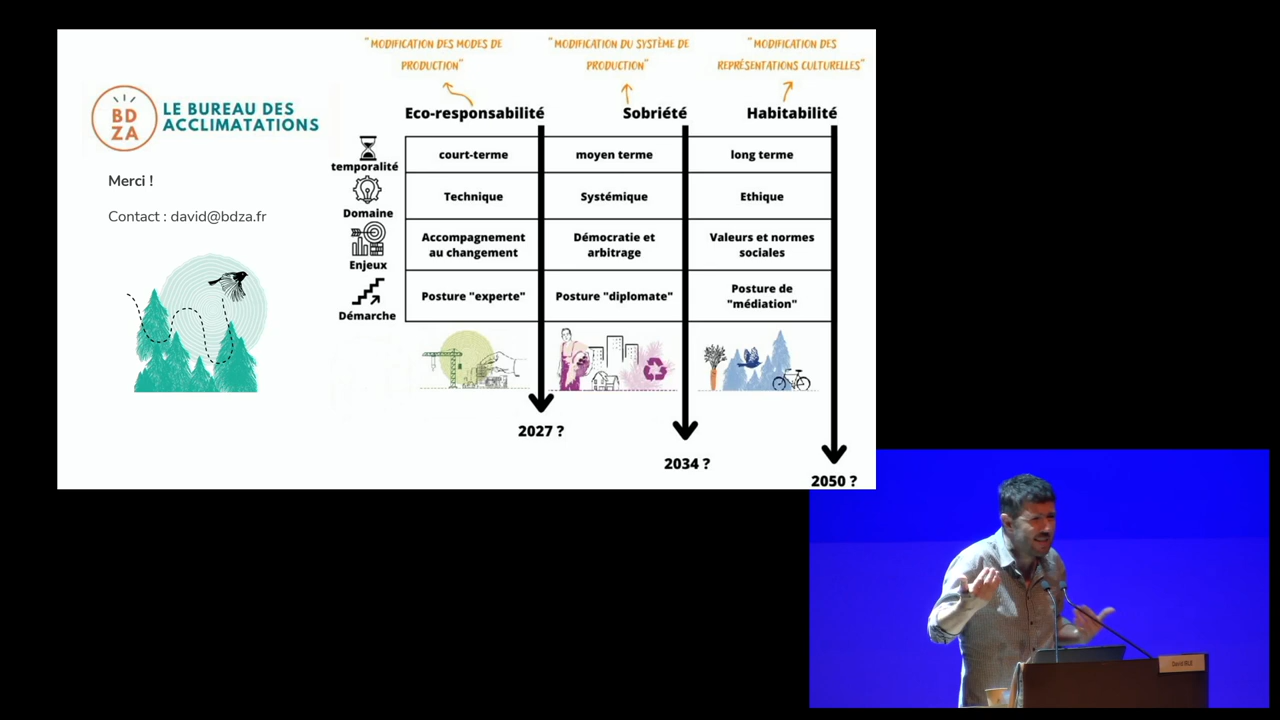 BD
ZA
LE BUREAU DES
ACCLIMATATIONS
Merci !
Contact : david@bdza.fr
"MODIFICATION DES MODES DE
PRODUCTION"
"MODIFICATION DU SYSTÈME DE
PRODUCTION"
"MODIFICATION DES
REPRÉSENTATIONS CULTURELLES"
Eco-responsabilité
Sobriété
Habitabilité
temporalité
court-terme
moyen terme
long terme
Domaine
Technique
Systémique
Ethique
Enjeux
Accompagnement
au changement
Démocratie et
arbitrage
Valeurs et normes
sociales
Démarche
Posture "experte"
Posture "diplomate"
Posture de
"médiation"
2027 ?
2034 ?
2050 ?
David